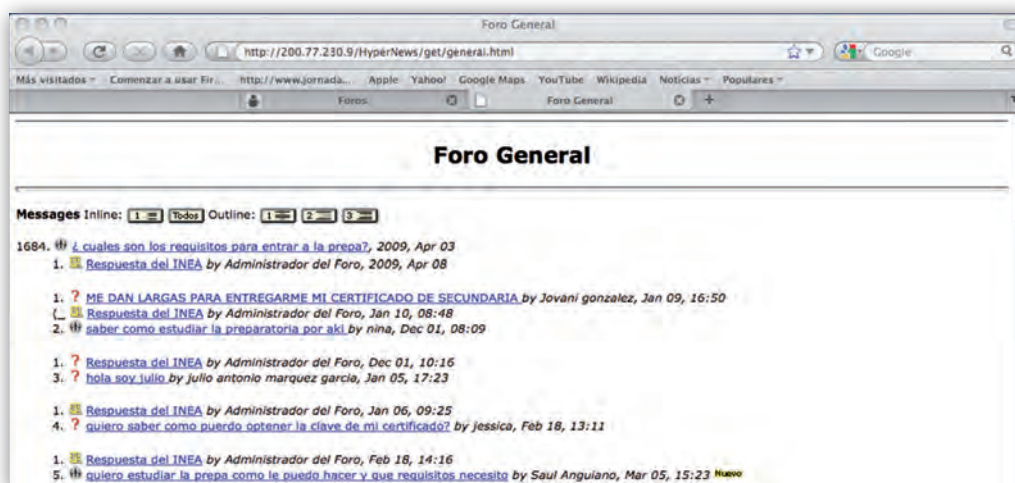 Foro General
http://200.77.230.9/HyperNews/get/general.html
Google
Más visitados Comenzar a usar Fir... http://www.jornada... Apple Yahoo! Google Maps YouTube Wikipedia Noticias Populares
Foros Foro General +
Foro General
Messages Inline: 1 Todos Outline: 1 2 3
1684. ¿ cuales son los requisitos para entrar a la prepa?, 2009, Apr 03
1. Respuesta del INEA by Administrador del Foro, 2009, Apr 08
1. ? ME DAN LARGAS PARA ENTREGARME MI CERTIFICADO DE SECUNDARIA by Jovani gonzalez, Jan 09, 16:50
(_ Respuesta del INEA by Administrador del Foro, Jan 10, 08:48
2. saber como estudiar la preparatoria por aki by nina, Dec 01, 08:09
1. ? Respuesta del INEA by Administrador del Foro, Dec 01, 10:16
3. ? hola soy julio by julio antonio marquez garcia, Jan 05, 17:23
1. Respuesta del INEA by Administrador del Foro, Jan 06, 09:25
4. ? quiero saber como puerdo optener la clave de mi certificado? by jessica, Feb 18, 13:11
1. Respuesta del INEA by Administrador del Foro, Feb 18, 14:16
5. quiero estudiar la prepa como le puedo hacer y que requisitos necesito by Saul Anguiano, Mar 05, 15:23 Nuevo